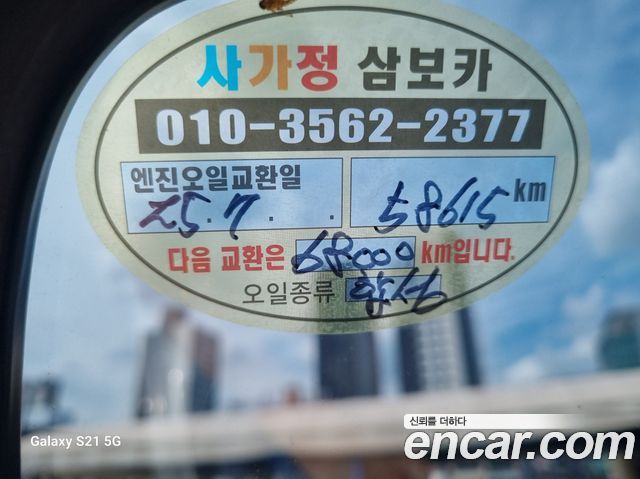 사가정 삼보카
010-3562-2377
엔진오일교환일
25.7. . 58615 km
다음 교환은 68000 km입니다.
오일종류 합성
Galaxy S21 5G
신뢰를 더하다
encar.com